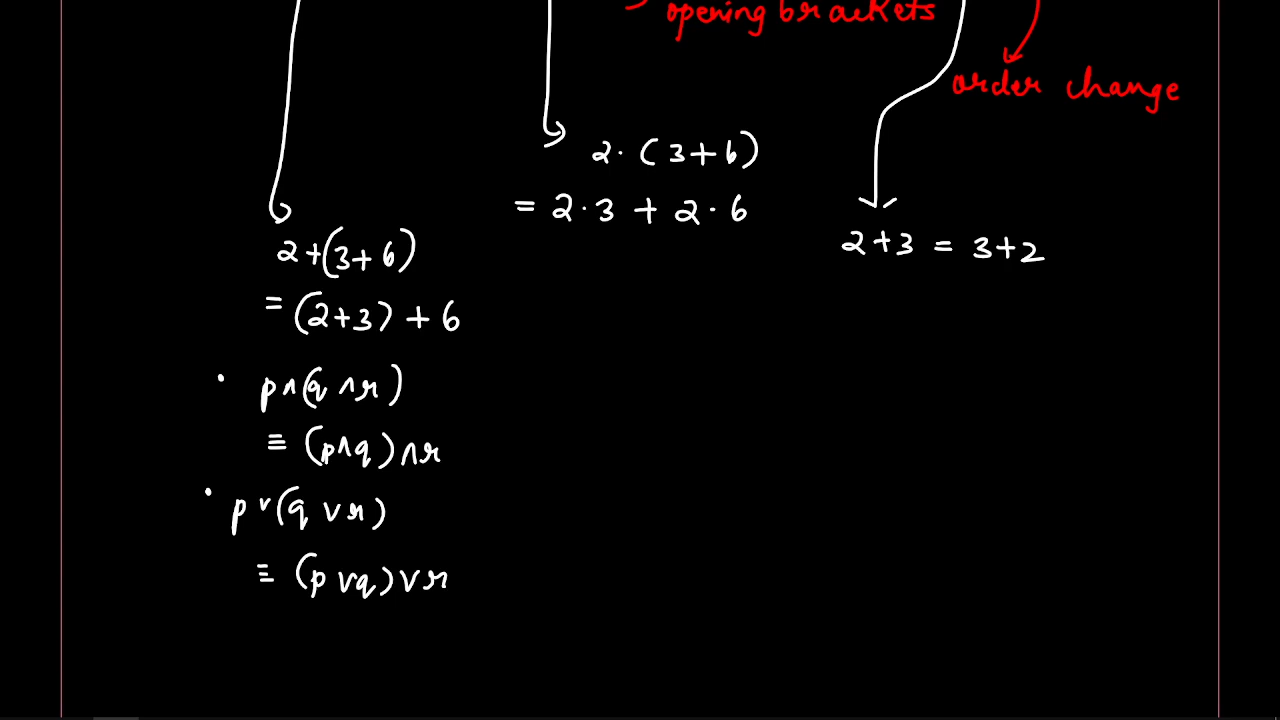 opening brackets
order change
2·(3+6)
= 2·3 + 2·6
2+3 = 3+2
2+(3+6)
= (2+3) + 6
· p∧(q ∧r)
≡ (p∧q)∧r
· p∨(q ∨r)
≡ (p∨q)∨r